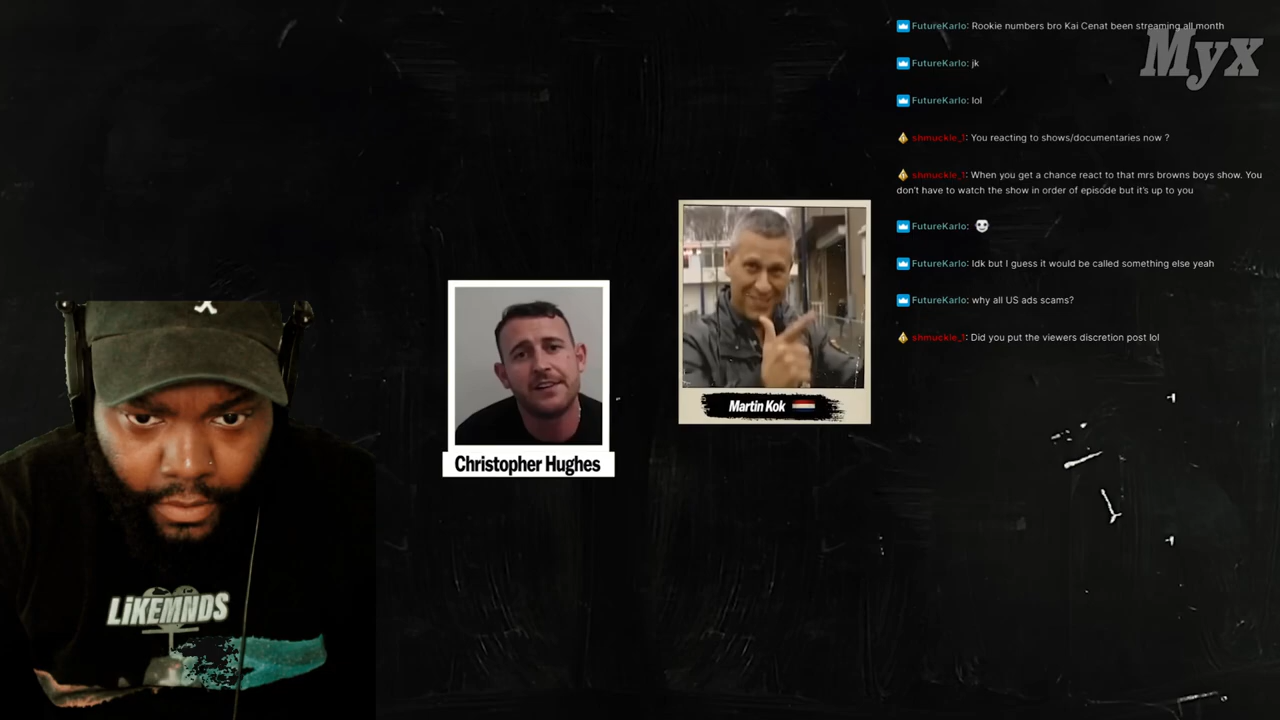 FutureKarlo: Rookie numbers bro Kai Cenat been streaming all month
Myx
FutureKarlo: jk
FutureKarlo: lol
shmuckle_1: You reacting to shows/documentaries now ?
shmuckle_1: When you get a chance react to that mrs browns boys show. You
don't have to watch the show in order of episode but it's up to you
FutureKarlo:
FutureKarlo: Idk but I guess it would be called something else yeah
FutureKarlo: why all US ads scams?
shmuckle_1: Did you put the viewers discretion post lol
Martin Kok
Christopher Hughes
LiKEMNDS